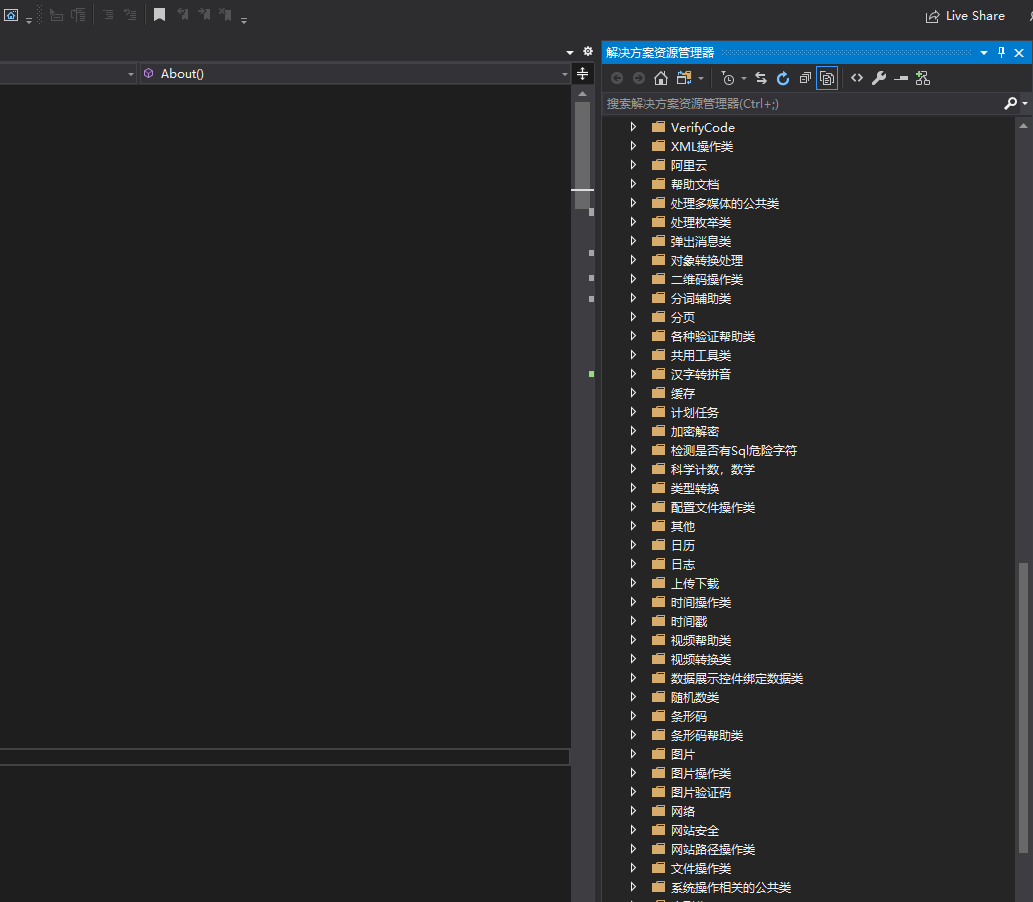 Live Share
解决方案资源管理器
About()
搜索解决方案资源管理器(Ctrl+;)
VerifyCode
XML操作类
阿里云
帮助文档
处理多媒体的公共类
处理枚举类
弹出消息类
对象转换处理
二维码操作类
分词辅助类
分页
各种验证帮助类
共用工具类
汉字转拼音
缓存
计划任务
加密解密
检测是否有Sql危险字符
科学计数，数学
类型转换
配置文件操作类
其他
日历
日志
上传下载
时间操作类
时间戳
视频帮助类
视频转换类
数据展示控件绑定数据类
随机数类
条形码
条形码帮助类
图片
图片操作类
图片验证码
网络
网站安全
网站路径操作类
文件操作类
系统操作相关的公共类